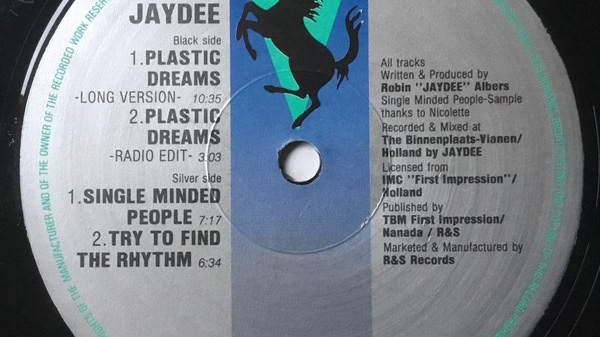 JAYDEE
Black side
1.PLASTIC
DREAMS
-LONG VERSION- 10:35
2.PLASTIC
DREAMS
-RADIO EDIT- 3:03
Silver side
1.SINGLE MINDED
PEOPLE 7:17
2.TRY TO FIND
THE RHYTHM 6:34
All tracks
Written & Produced by
Robin "JAYDEE" Albers
Single Minded People-Sample
thanks to Nicolette
Recorded & Mixed at
The Binnenplaats-Vianen/
Holland by JAYDEE
Licensed from
IMC "First Impression"/
Holland
Published by
TBM First Impression/
Nanada / R&S
Marketed & Manufactured by
R&S Records
OF THE MANUFACTURER AND OF THE OWNER OF THE RECORDED WORK